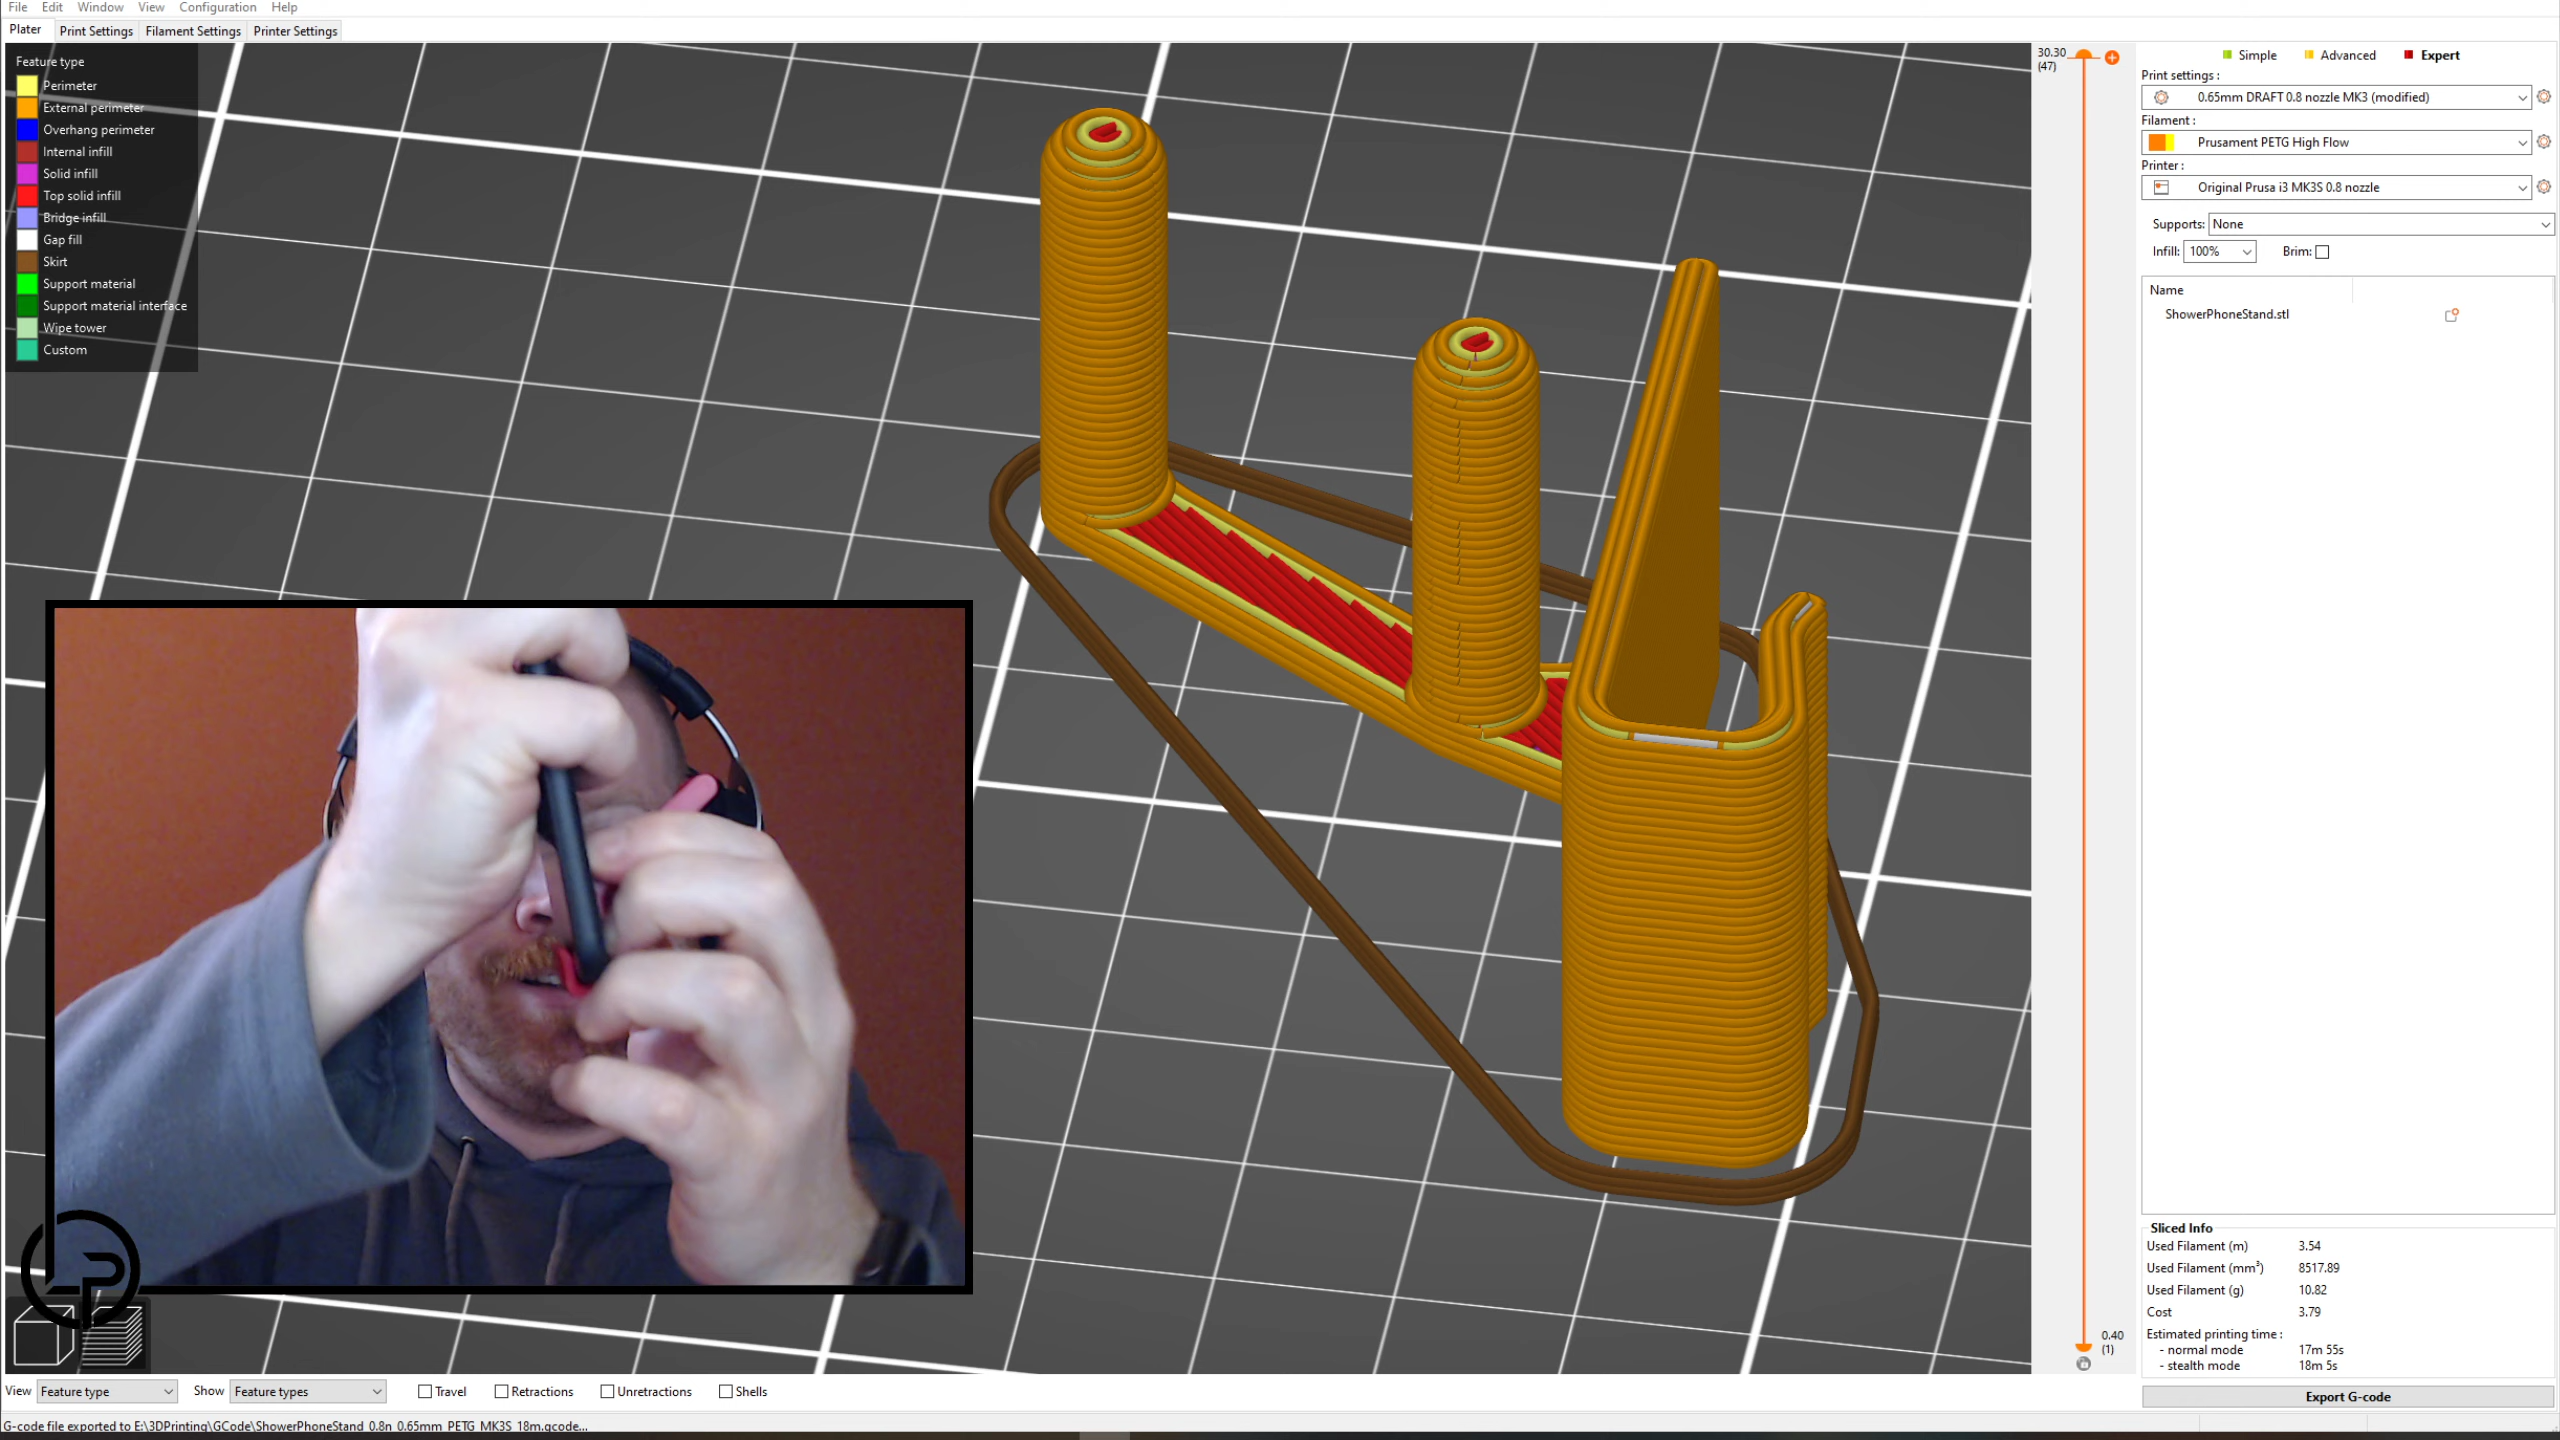 File Edit Window View Configuration Help
Plater Print Settings Filament Settings Printer Settings
Feature type
Perimeter
External perimeter
Overhang perimeter
Internal infill
Solid infill
Top solid infill
Bridge infill
Gap fill
Skirt
Support material
Support material interface
Wipe tower
Custom
30.30
(47)
0.40
(1)
Simple Advanced Expert
Print settings :
0.65mm DRAFT 0.8 nozzle MK3 (modified)
Filament :
Prusament PETG High Flow
Printer :
Original Prusa i3 MK3S 0.8 nozzle
Supports: None
Infill: 100% Brim:
Name
ShowerPhoneStand.stl
Sliced Info
Used Filament (m) 3.54
Used Filament (mm³) 8517.89
Used Filament (g) 10.82
Cost 3.79
Estimated printing time :
- normal mode 17m 55s
- stealth mode 18m 5s
Export G-code
View Feature type Show Feature types Travel Retractions Unretractions Shells
G-code file exported to E:\3DPrinting\GCode\ShowerPhoneStand_0.8n_0.65mm_PETG_MK3S_18m.gcode...